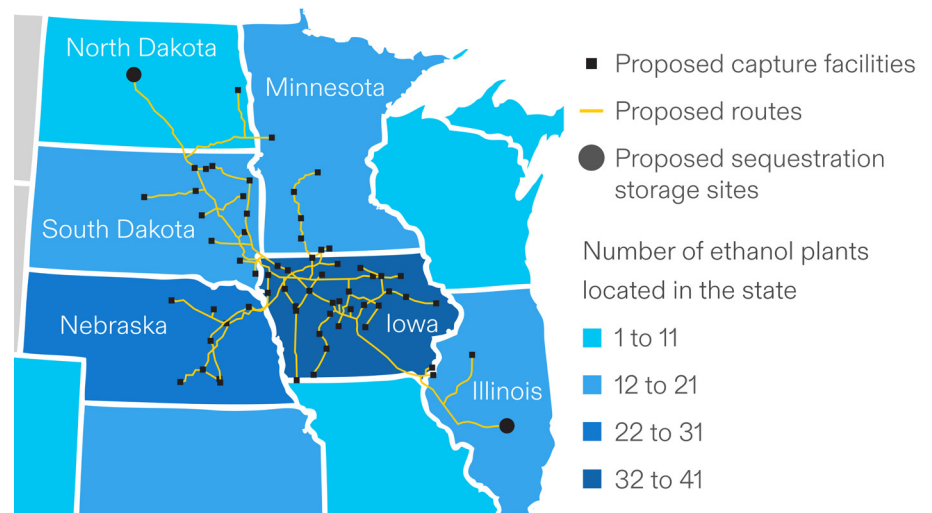 North Dakota
Minnesota
South Dakota
Nebraska
Iowa
Illinois
Proposed capture facilities
Proposed routes
Proposed sequestration
storage sites
Number of ethanol plants
located in the state
1 to 11
12 to 21
22 to 31
32 to 41